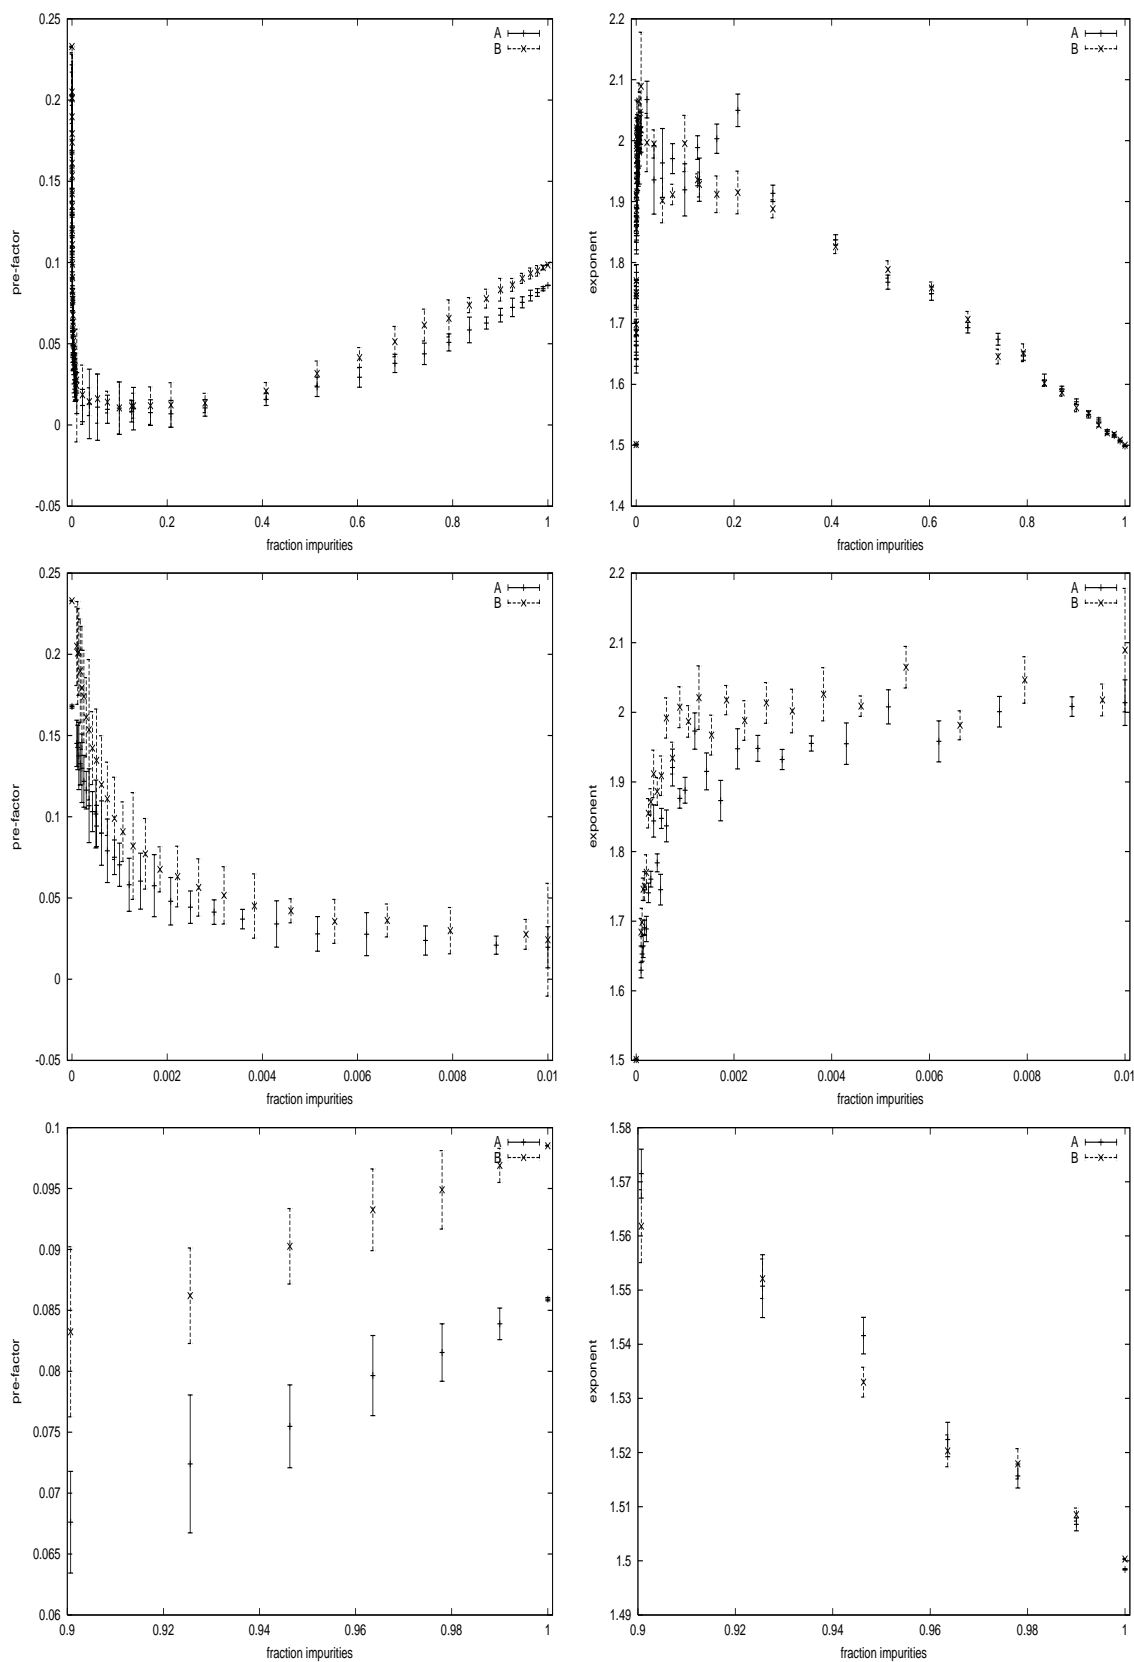 0.25
0.2
0.15
0.1
0.05
0
-0.05
pre-factor
0 0.2 0.4 0.6 0.8 1
fraction impurities
A
B
2.2
2.1
2
1.9
1.8
1.7
1.6
1.5
1.4
exponent
0 0.2 0.4 0.6 0.8 1
fraction impurities
A
B
0.25
0.2
0.15
0.1
0.05
0
-0.05
pre-factor
0 0.002 0.004 0.006 0.008 0.01
fraction impurities
A
B
2.2
2.1
2
1.9
1.8
1.7
1.6
1.5
exponent
0 0.002 0.004 0.006 0.008 0.01
fraction impurities
A
B
0.1
0.095
0.09
0.085
0.08
0.075
0.07
0.065
0.06
pre-factor
0.9 0.92 0.94 0.96 0.98 1
fraction impurities
A
B
1.58
1.57
1.56
1.55
1.54
1.53
1.52
1.51
1.5
1.49
exponent
0.9 0.92 0.94 0.96 0.98 1
fraction impurities
A
B